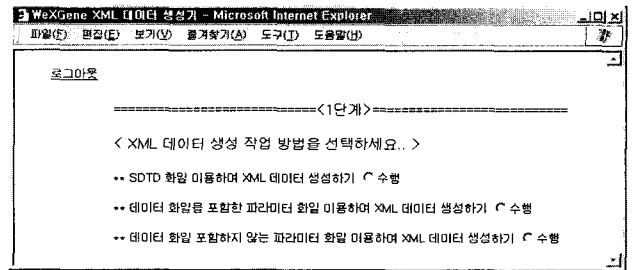 WeXGene XML 데이터 생성기 - Microsoft Internet Explorer
파일(F) 편집(E) 보기(V) 즐겨찾기(A) 도구(T) 도움말(H)
로그아웃
==========================<1단계>=========================
< XML 데이터 생성 작업 방법을 선택하세요.. >
** SDTD 화일 이용하여 XML 데이터 생성하기 수행
** 데이터 화일을 포함한 파라미터 화일 이용하여 XML 데이터 생성하기 수행
** 데이터 화일 포함하지 않는 파라미터 화일 이용하여 XML 데이터 생성하기 수행